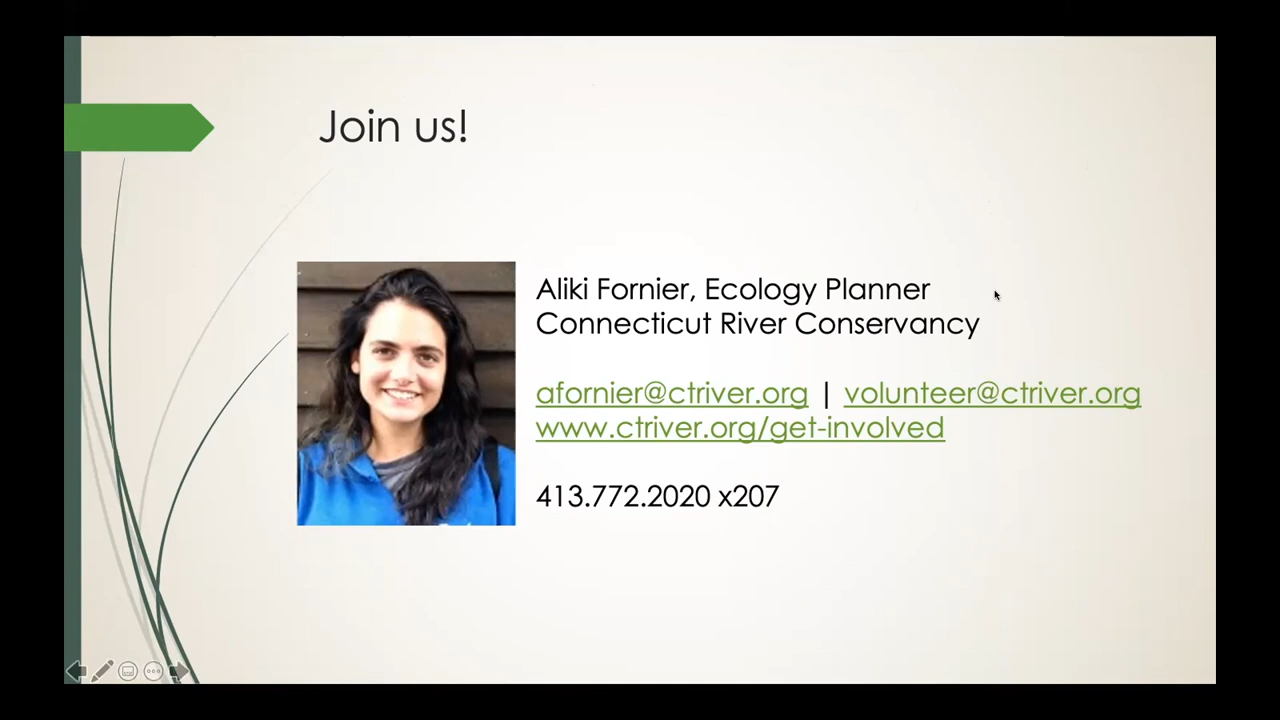 Join us!
Aliki Fornier, Ecology Planner
Connecticut River Conservancy
afornier@ctriver.org | volunteer@ctriver.org
www.ctriver.org/get-involved
413.772.2020 x207